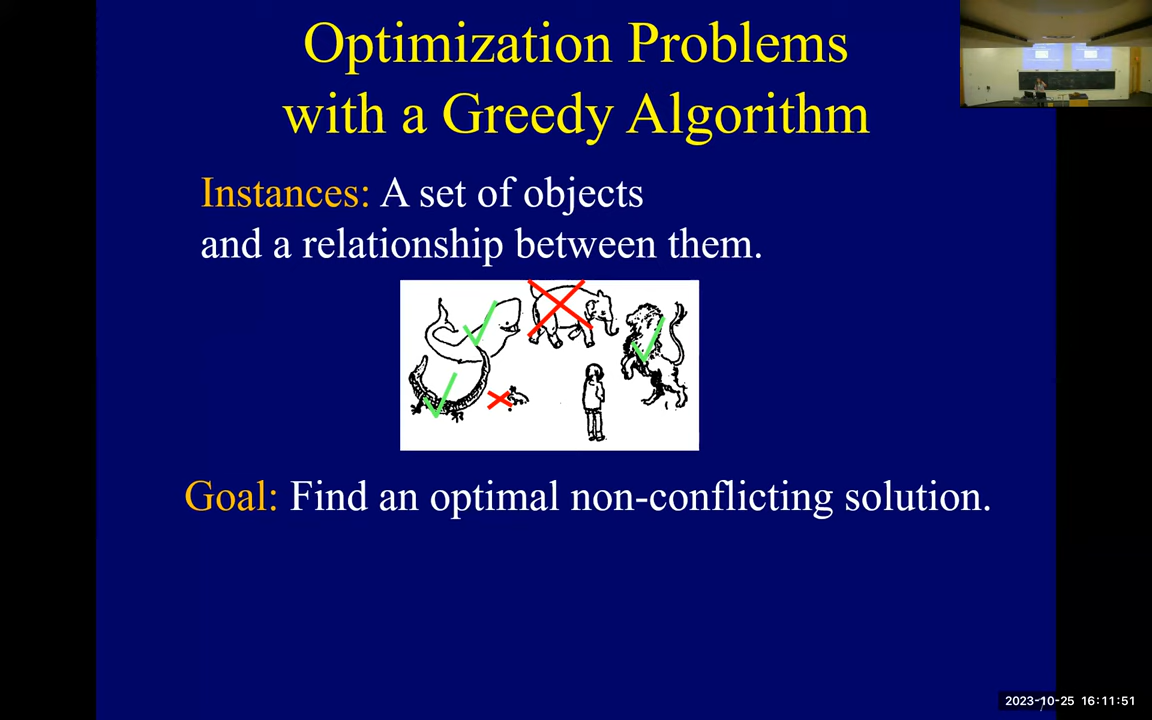 Optimization Problems
with a Greedy Algorithm
Instances: A set of objects
and a relationship between them.
Goal: Find an optimal non-conflicting solution.
2023-10-25 16:11:51